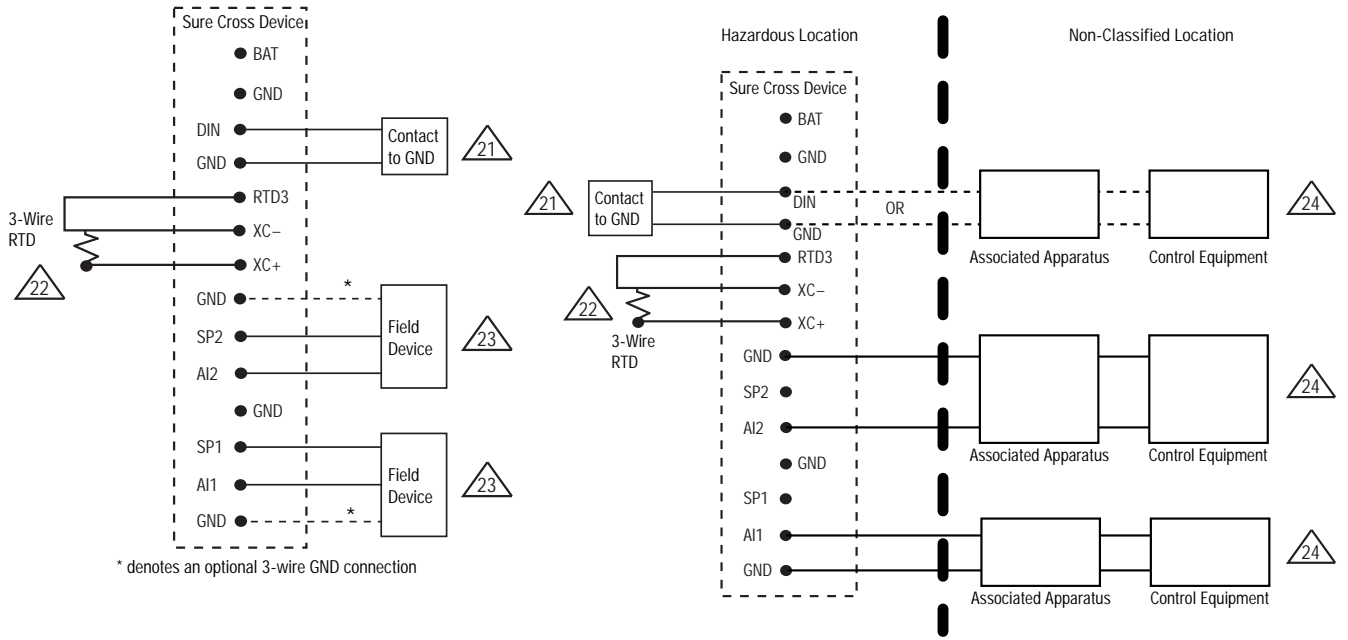 Sure Cross Device
BAT
GND
DIN
GND
RTD3
XC–
XC+
GND
SP2
AI2
GND
SP1
AI1
GND
Contact
to GND
21
3-Wire
RTD
22
*
Field
Device
23
Field
Device
23
*
* denotes an optional 3-wire GND connection
Hazardous Location
Non-Classified Location
Sure Cross Device
BAT
GND
DIN
GND
RTD3
XC–
XC+
GND
SP2
AI2
GND
SP1
AI1
GND
21
Contact
to GND
OR
22
3-Wire
RTD
Associated Apparatus
Control Equipment
24
Associated Apparatus
Control Equipment
24
Associated Apparatus
Control Equipment
24